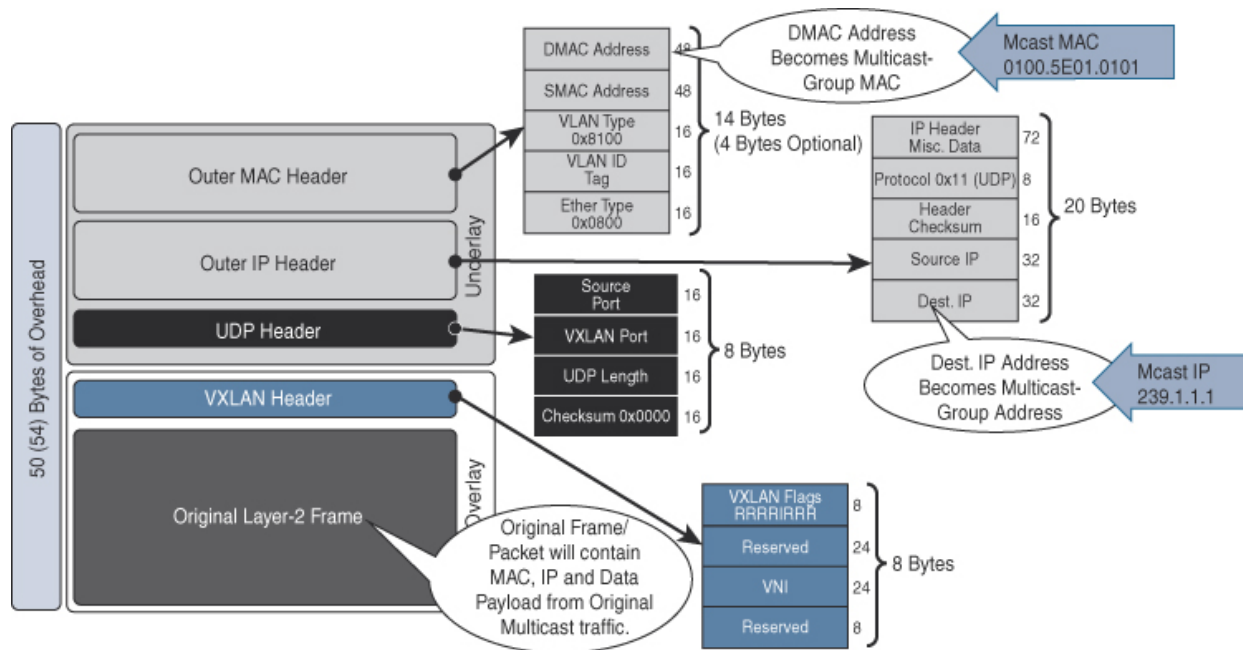 50 (54) Bytes of Overhead
Outer MAC Header
Outer IP Header
UDP Header
Underlay
VXLAN Header
Original Layer-2 Frame
Overlay
DMAC Address
48
SMAC Address
48
VLAN Type
0x8100
16
VLAN ID
Tag
16
Ether Type
0x0800
16
14 Bytes
(4 Bytes Optional)
DMAC Address
Becomes Multicast-
Group MAC
Mcast MAC
0100.5E01.0101
IP Header
Misc. Data
72
Protocol 0x11 (UDP)
8
Header
Checksum
16
Source IP
32
Dest. IP
32
20 Bytes
Source
Port
16
VXLAN Port
16
UDP Length
16
Checksum 0x0000
16
8 Bytes
Dest. IP Address
Becomes Multicast-
Group Address
Mcast IP
239.1.1.1
Original Frame/
Packet will contain
MAC, IP and Data
Payload from Original
Multicast traffic.
VXLAN Flags
RRRRIRRR
8
Reserved
24
VNI
24
Reserved
8
8 Bytes